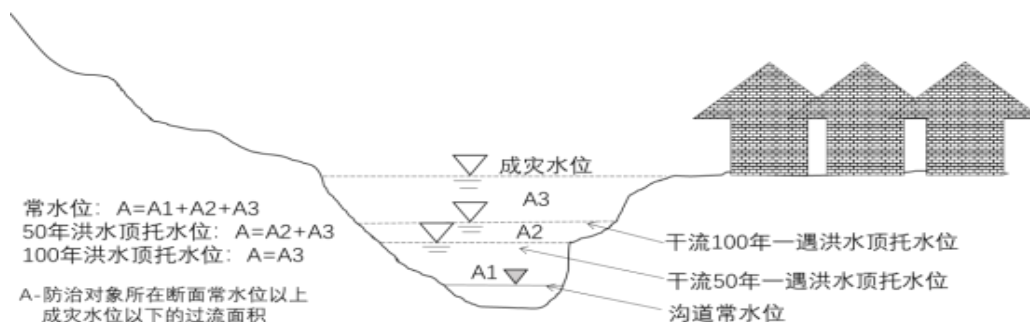 成灾水位
A3
常水位：A=A1+A2+A3
50年洪水顶托水位：A=A2+A3
100年洪水顶托水位：A=A3
A2
干流100年一遇洪水顶托水位
A1
干流50年一遇洪水顶托水位
A-防治对象所在断面常水位以上
成灾水位以下的过流面积
沟道常水位